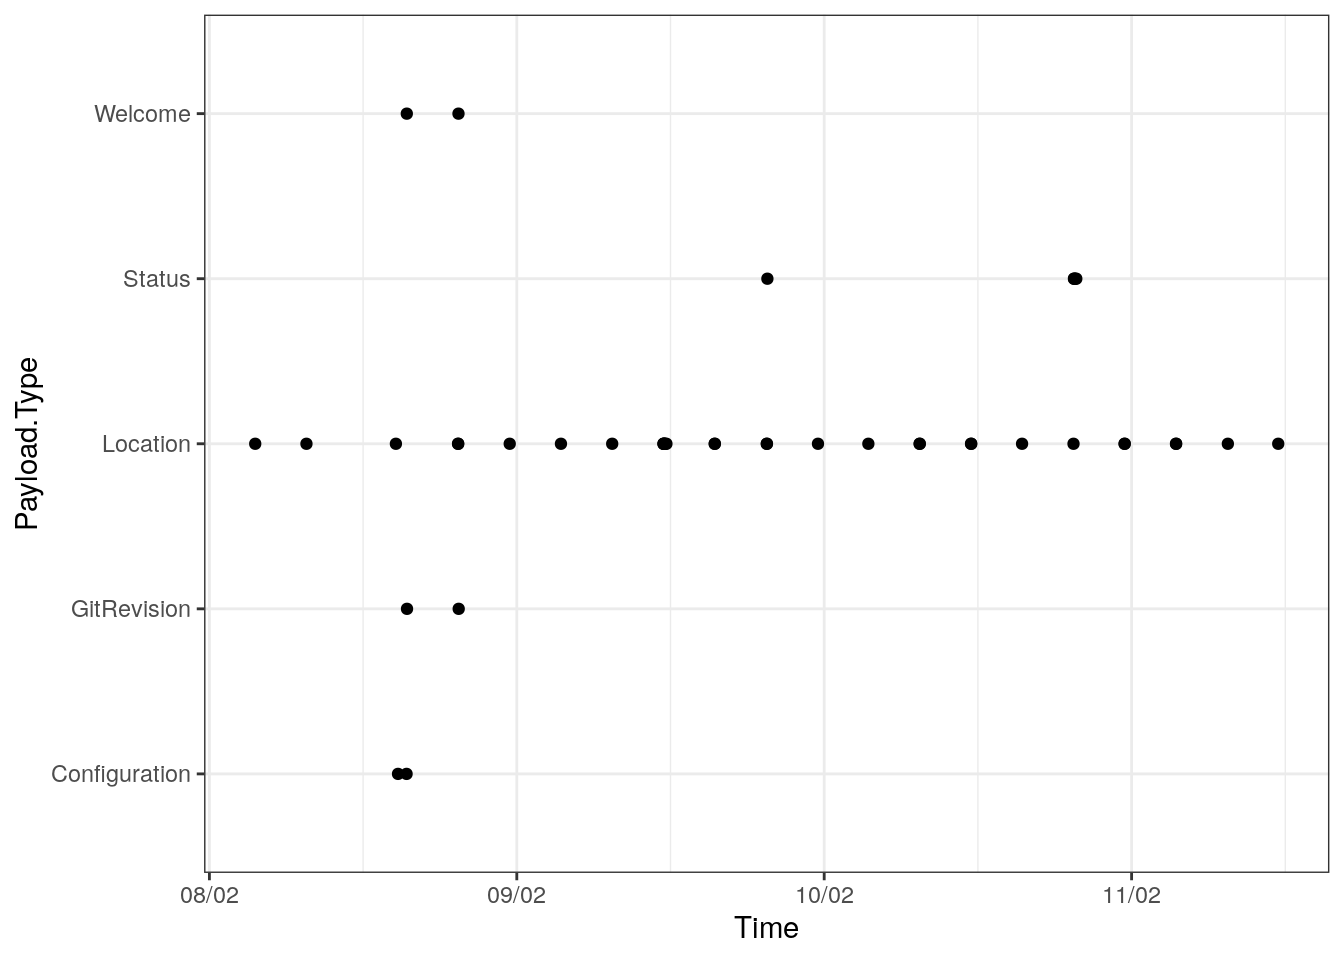 Welcome
Status
Location
GitRevision
Configuration
Payload.Type
08/02
09/02
10/02
11/02
Time